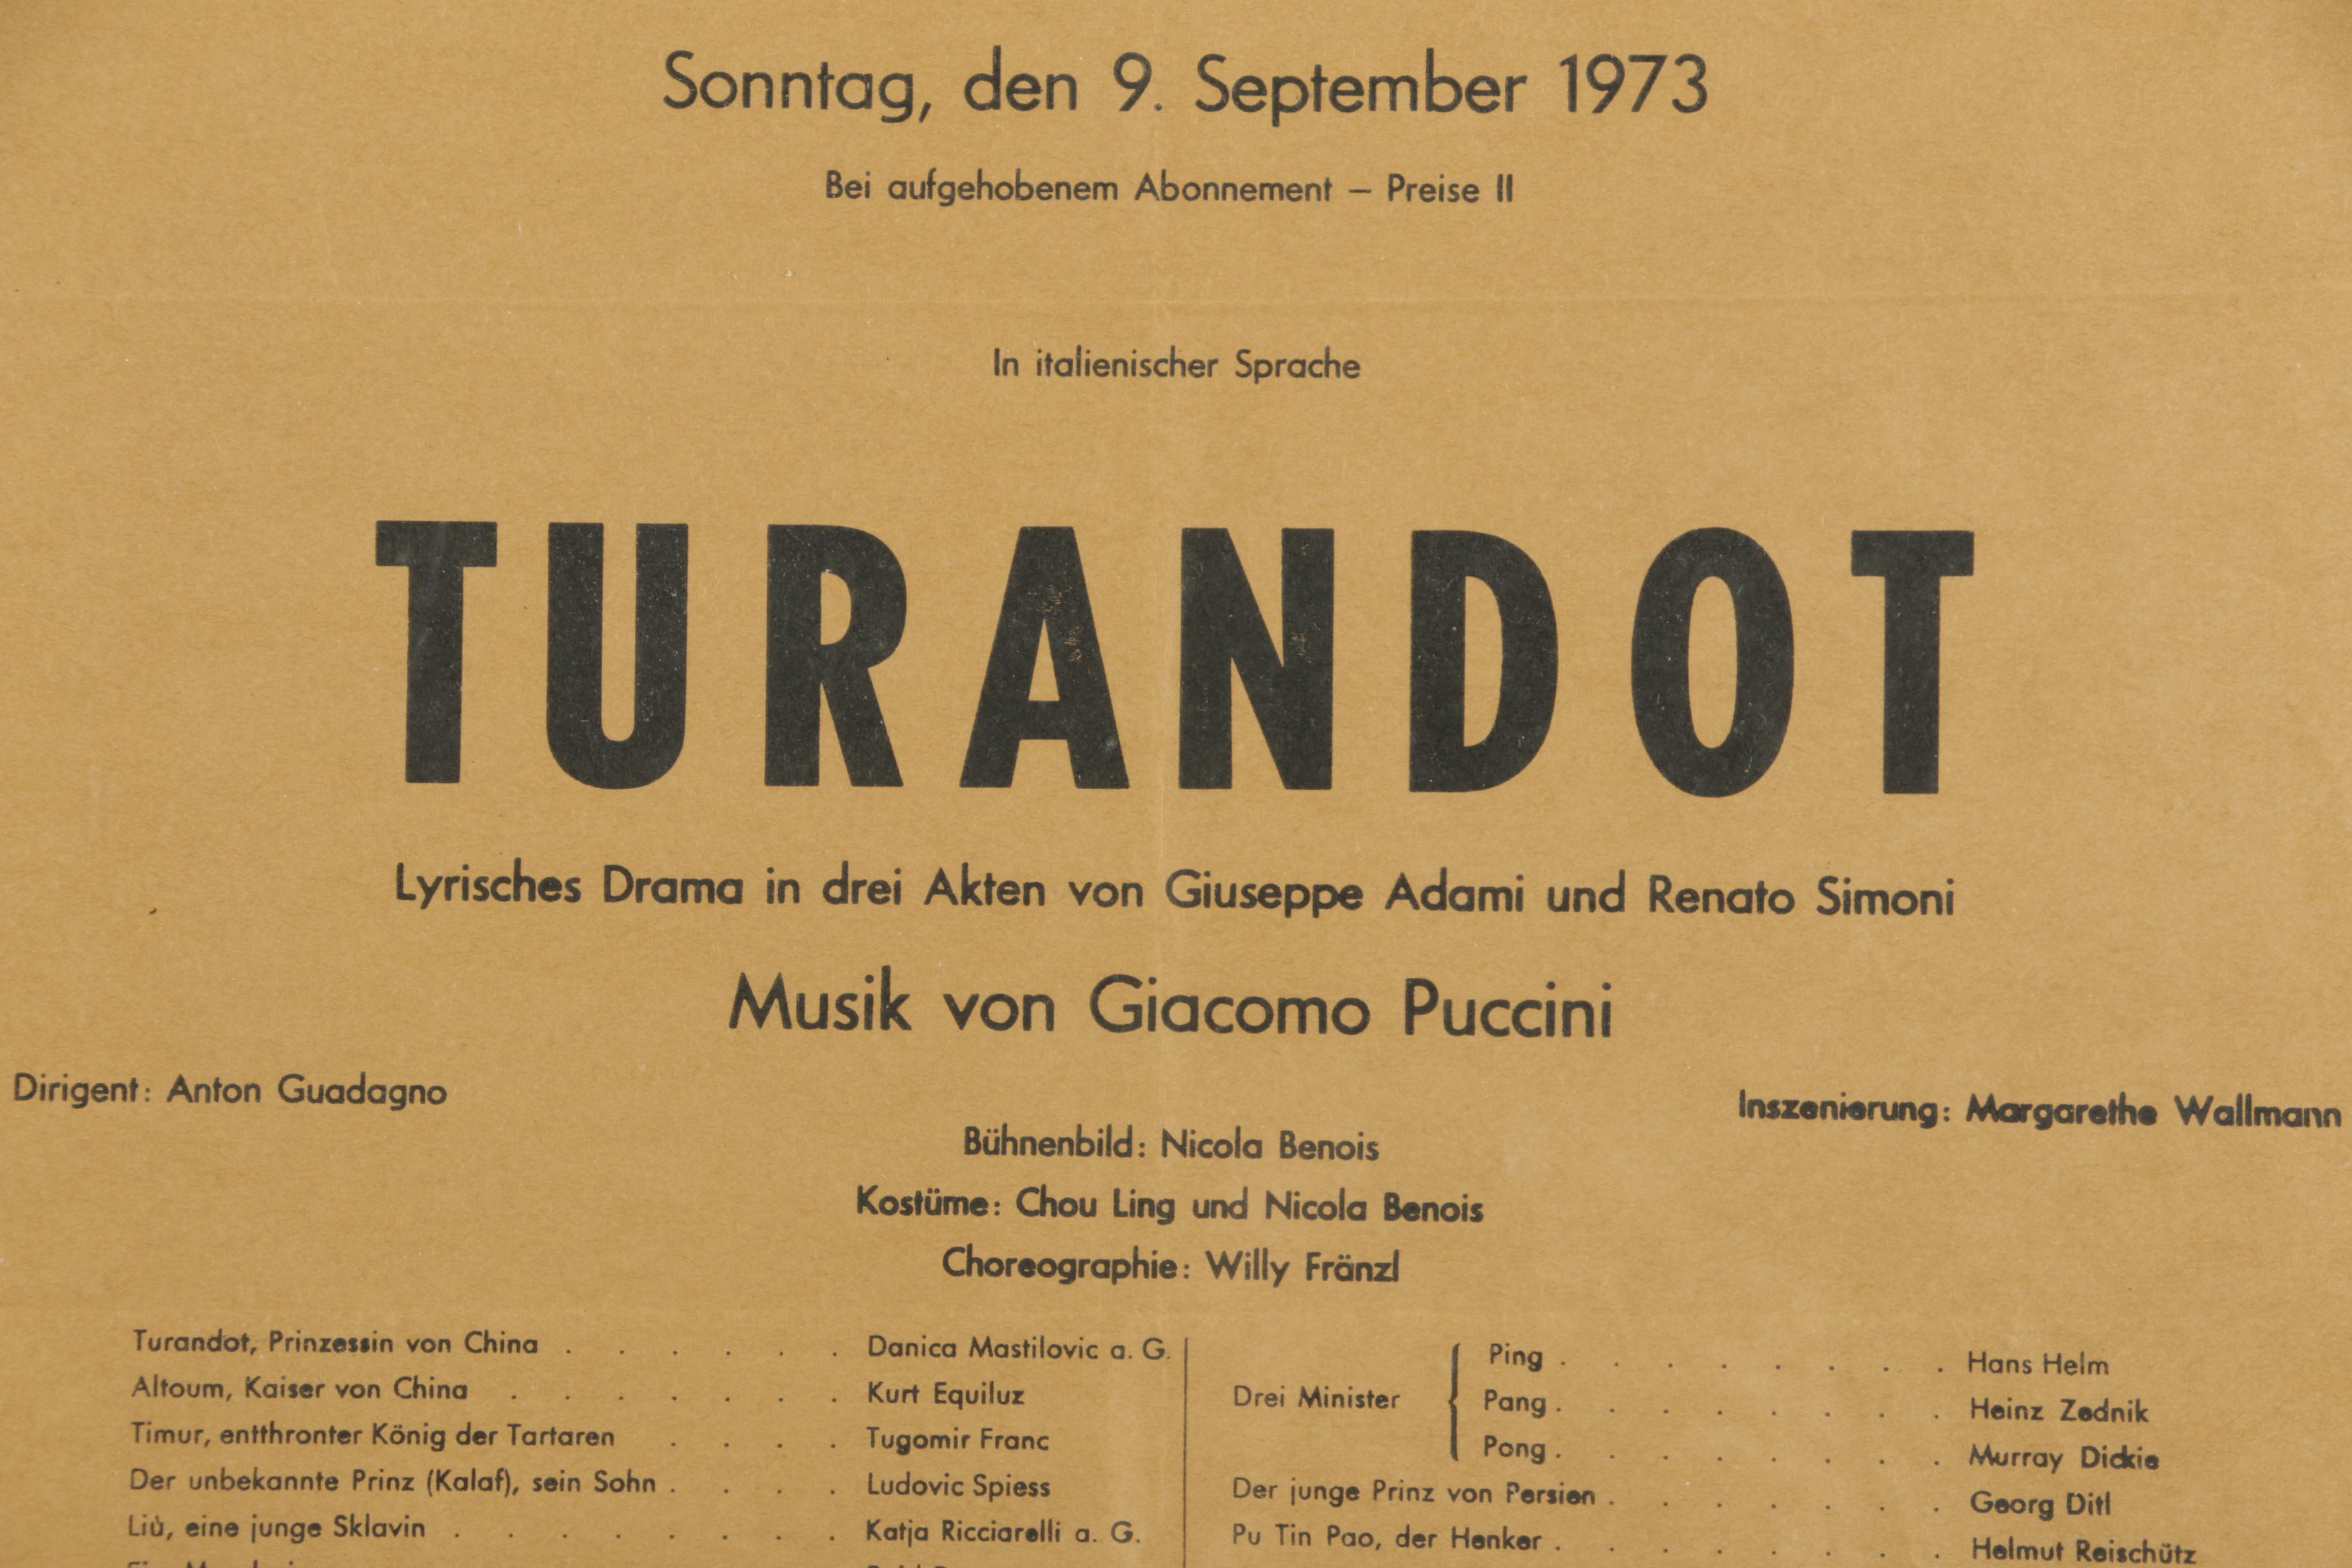 Sonntag, den 9. September 1973
Bei aufgehobenem Abonnement – Preise II
In italienischer Sprache
TURANDOT
Lyrisches Drama in drei Akten von Giuseppe Adami und Renato Simoni
Musik von Giacomo Puccini
Dirigent: Anton Guadagno
Inszenierung: Margarethe Wallmann
Bühnenbild: Nicola Benois
Kostüme: Chou Ling und Nicola Benois
Choreographie: Willy Fränzl
Turandot, Prinzessin von China . . . . . . Danica Mastilovic a. G.
Altoum, Kaiser von China . . . . . . . Kurt Equiluz
Timur, entthronter König der Tartaren . . . . Tugomir Franc
Der unbekannte Prinz (Kalaf), sein Sohn . . . . Ludovic Spiess
Liù, eine junge Sklavin . . . . . . . . Katja Ricciarelli a. G.
Drei Minister
Ping . . . . . . . . Hans Helm
Pang . . . . . . . . Heinz Zednik
Pong . . . . . . . . Murray Dickie
Der junge Prinz von Persien . . . . . . . Georg Ditl
Pu Tin Pao, der Henker . . . . . . . . Helmut Reischütz